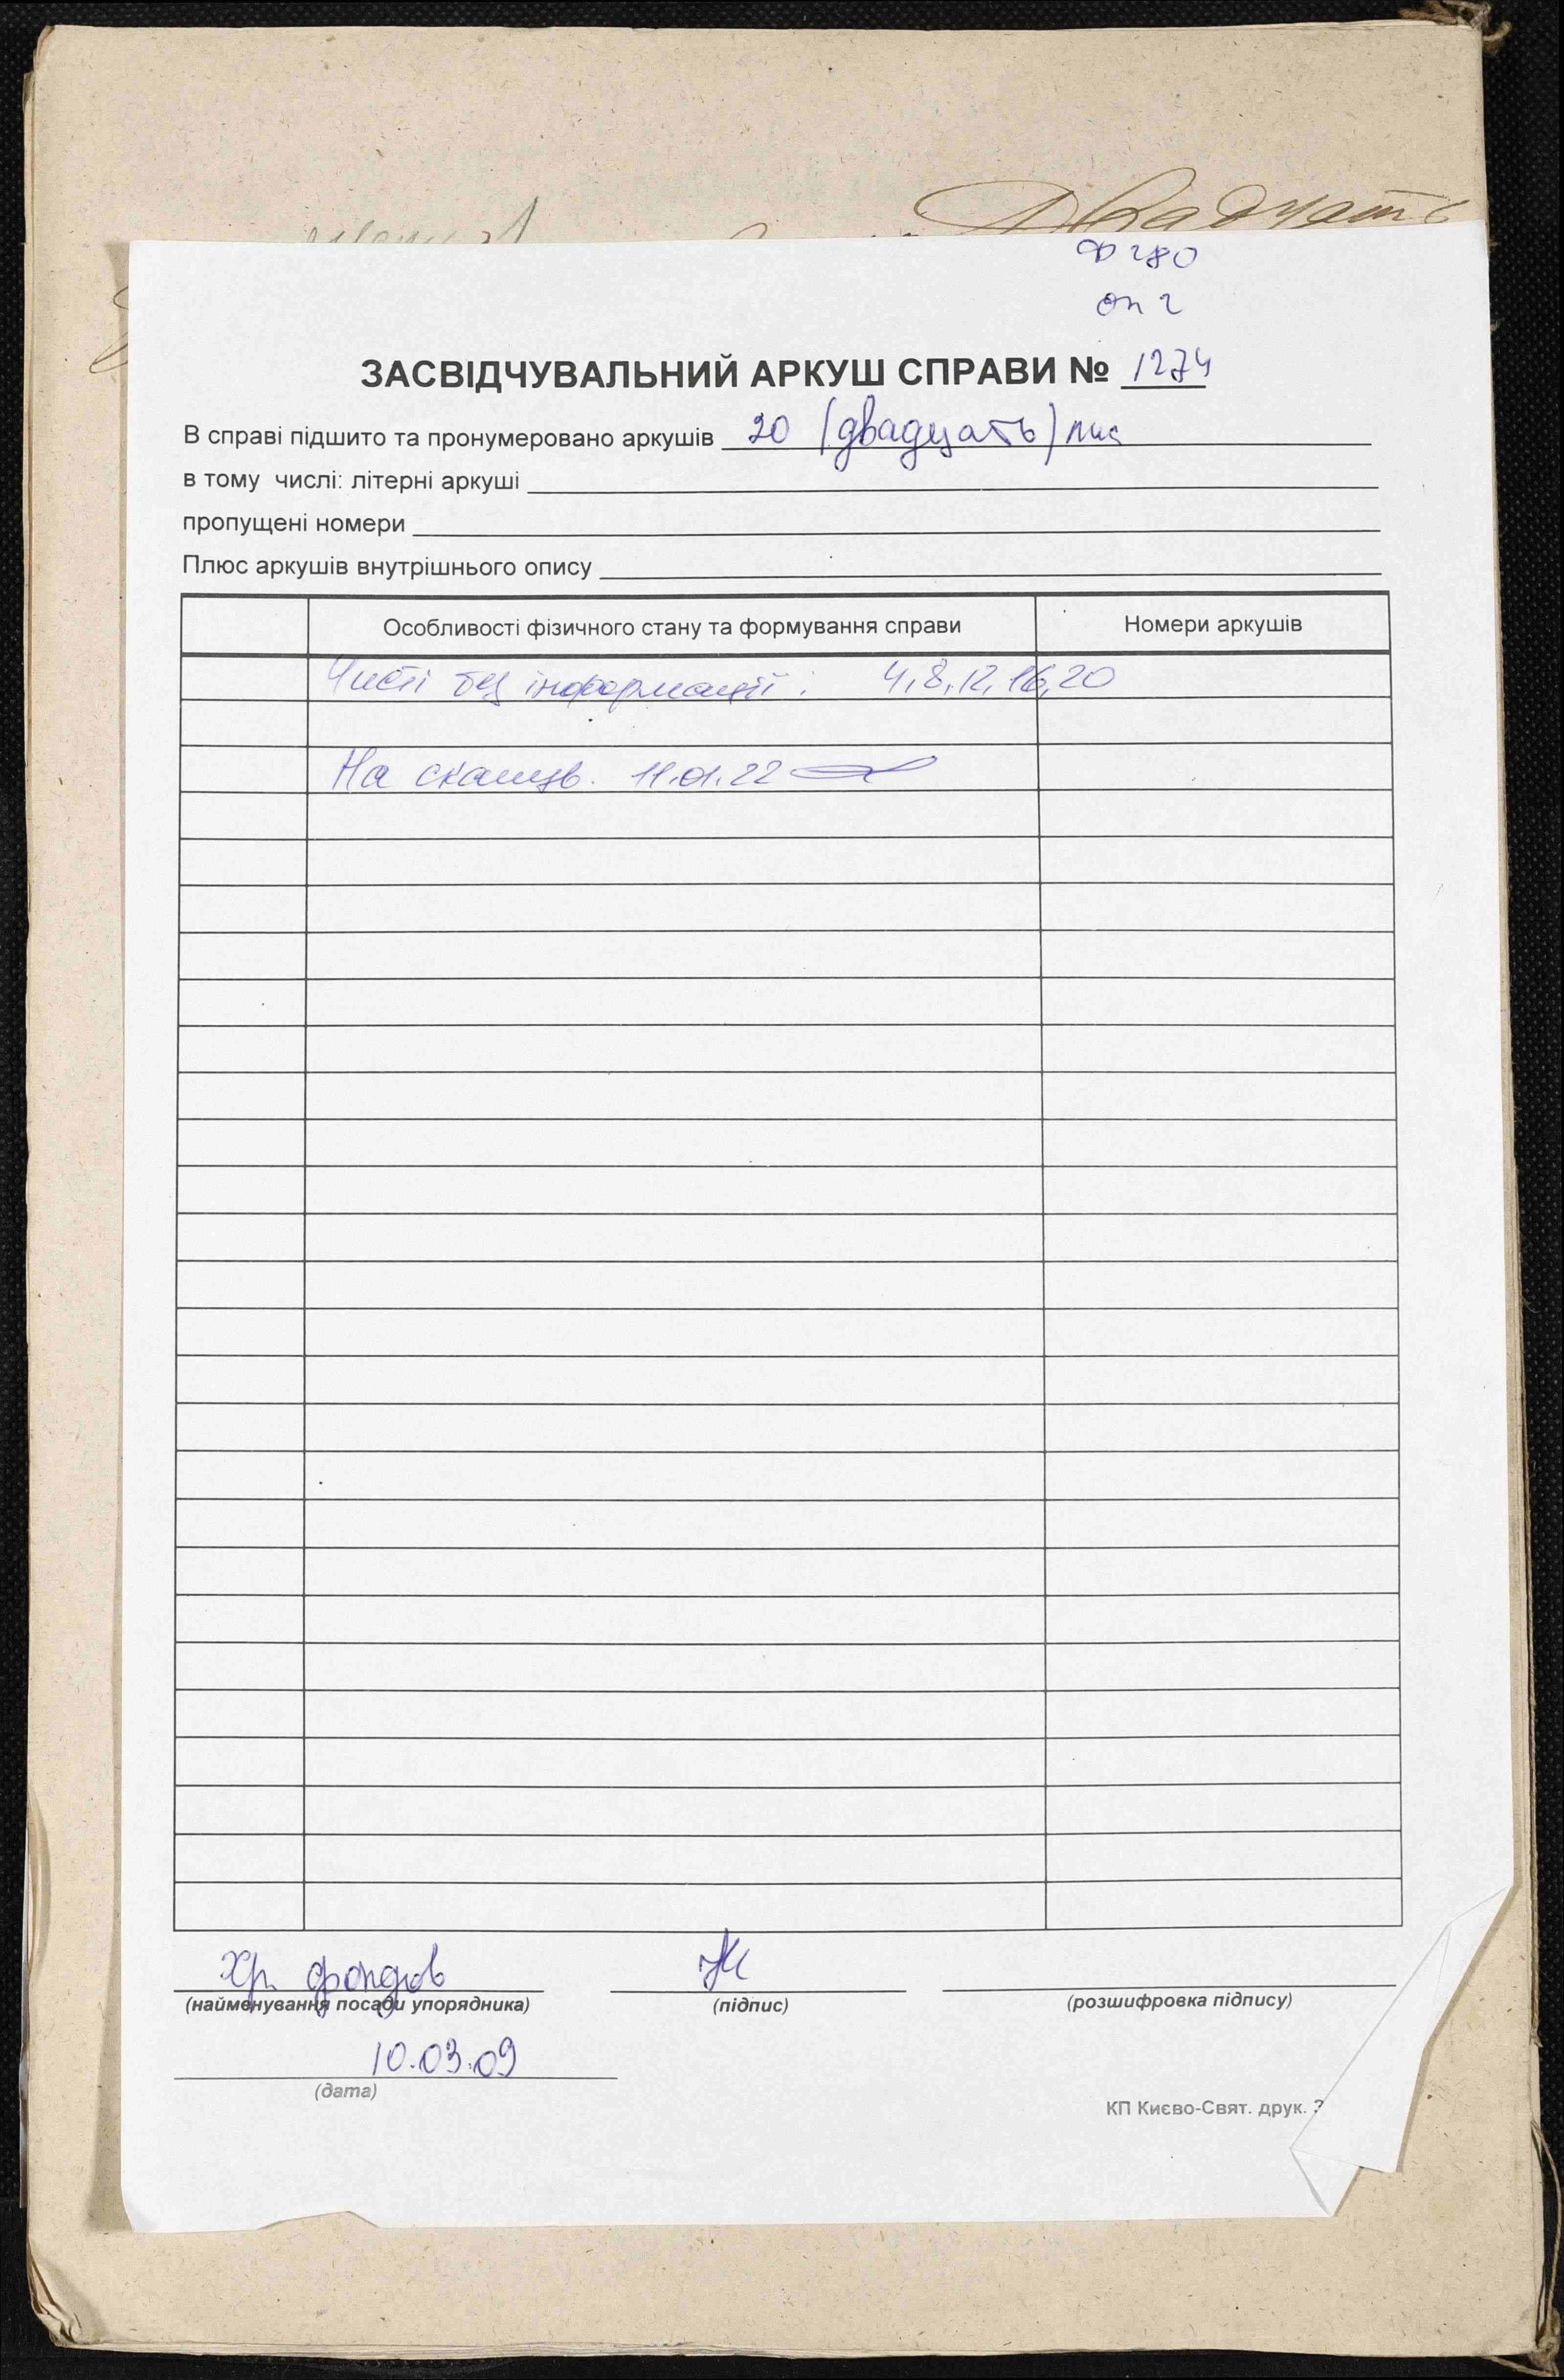 Двадцать
Ф 280
оп 2
ЗАСВІДЧУВАЛЬНИЙ АРКУШ СПРАВИ № 1274
В справі підшито та пронумеровано аркушів 20 (двадцать) лис
в тому числі: літерні аркуші
пропущені номери
Плюс аркушів внутрішнього опису
Особливості фізичного стану та формування справи Номери аркушів
Чисті без інформації: 4,8,12,16,20
На сканув. 11.01.22
Хр. фондов
(найменування посади упорядника) (підпис) (розшифровка підпису)
10.03.09
(дата)
КП Києво-Свят. друк.